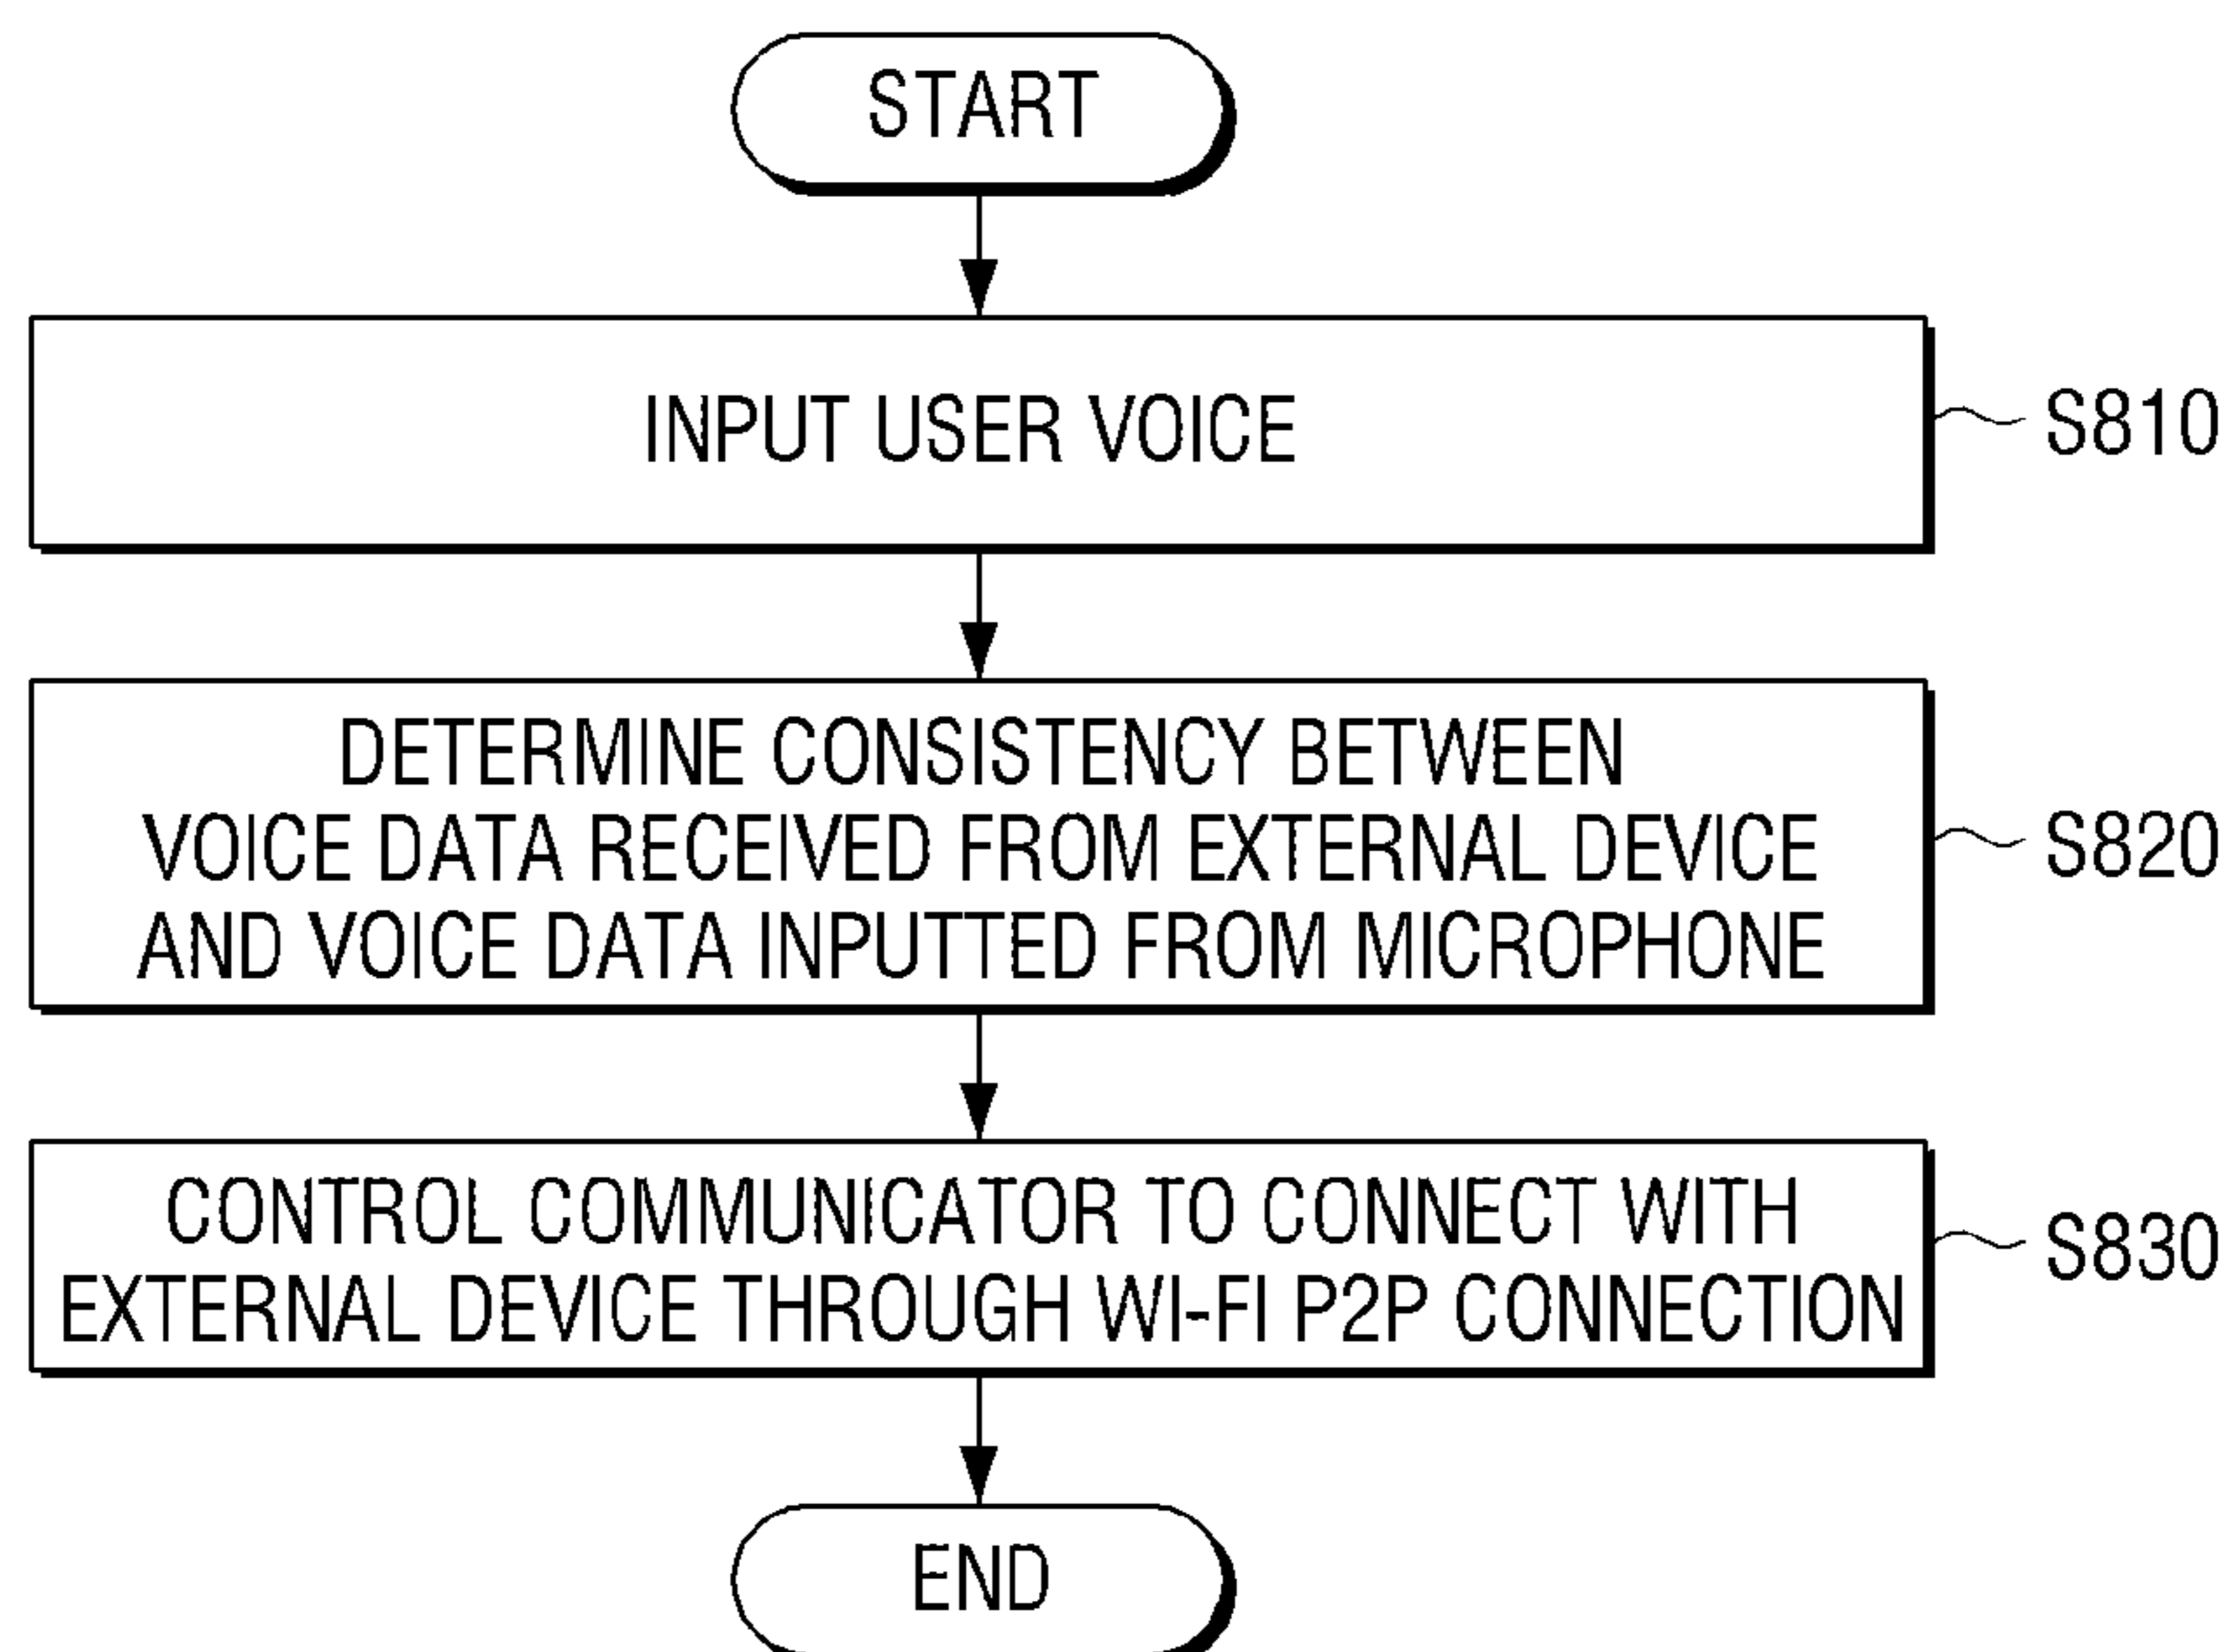 START
INPUT USER VOICE
S810
DETERMINE CONSISTENCY BETWEEN
VOICE DATA RECEIVED FROM EXTERNAL DEVICE
AND VOICE DATA INPUTTED FROM MICROPHONE
S820
CONTROL COMMUNICATOR TO CONNECT WITH
EXTERNAL DEVICE THROUGH WI-FI P2P CONNECTION
S830
END